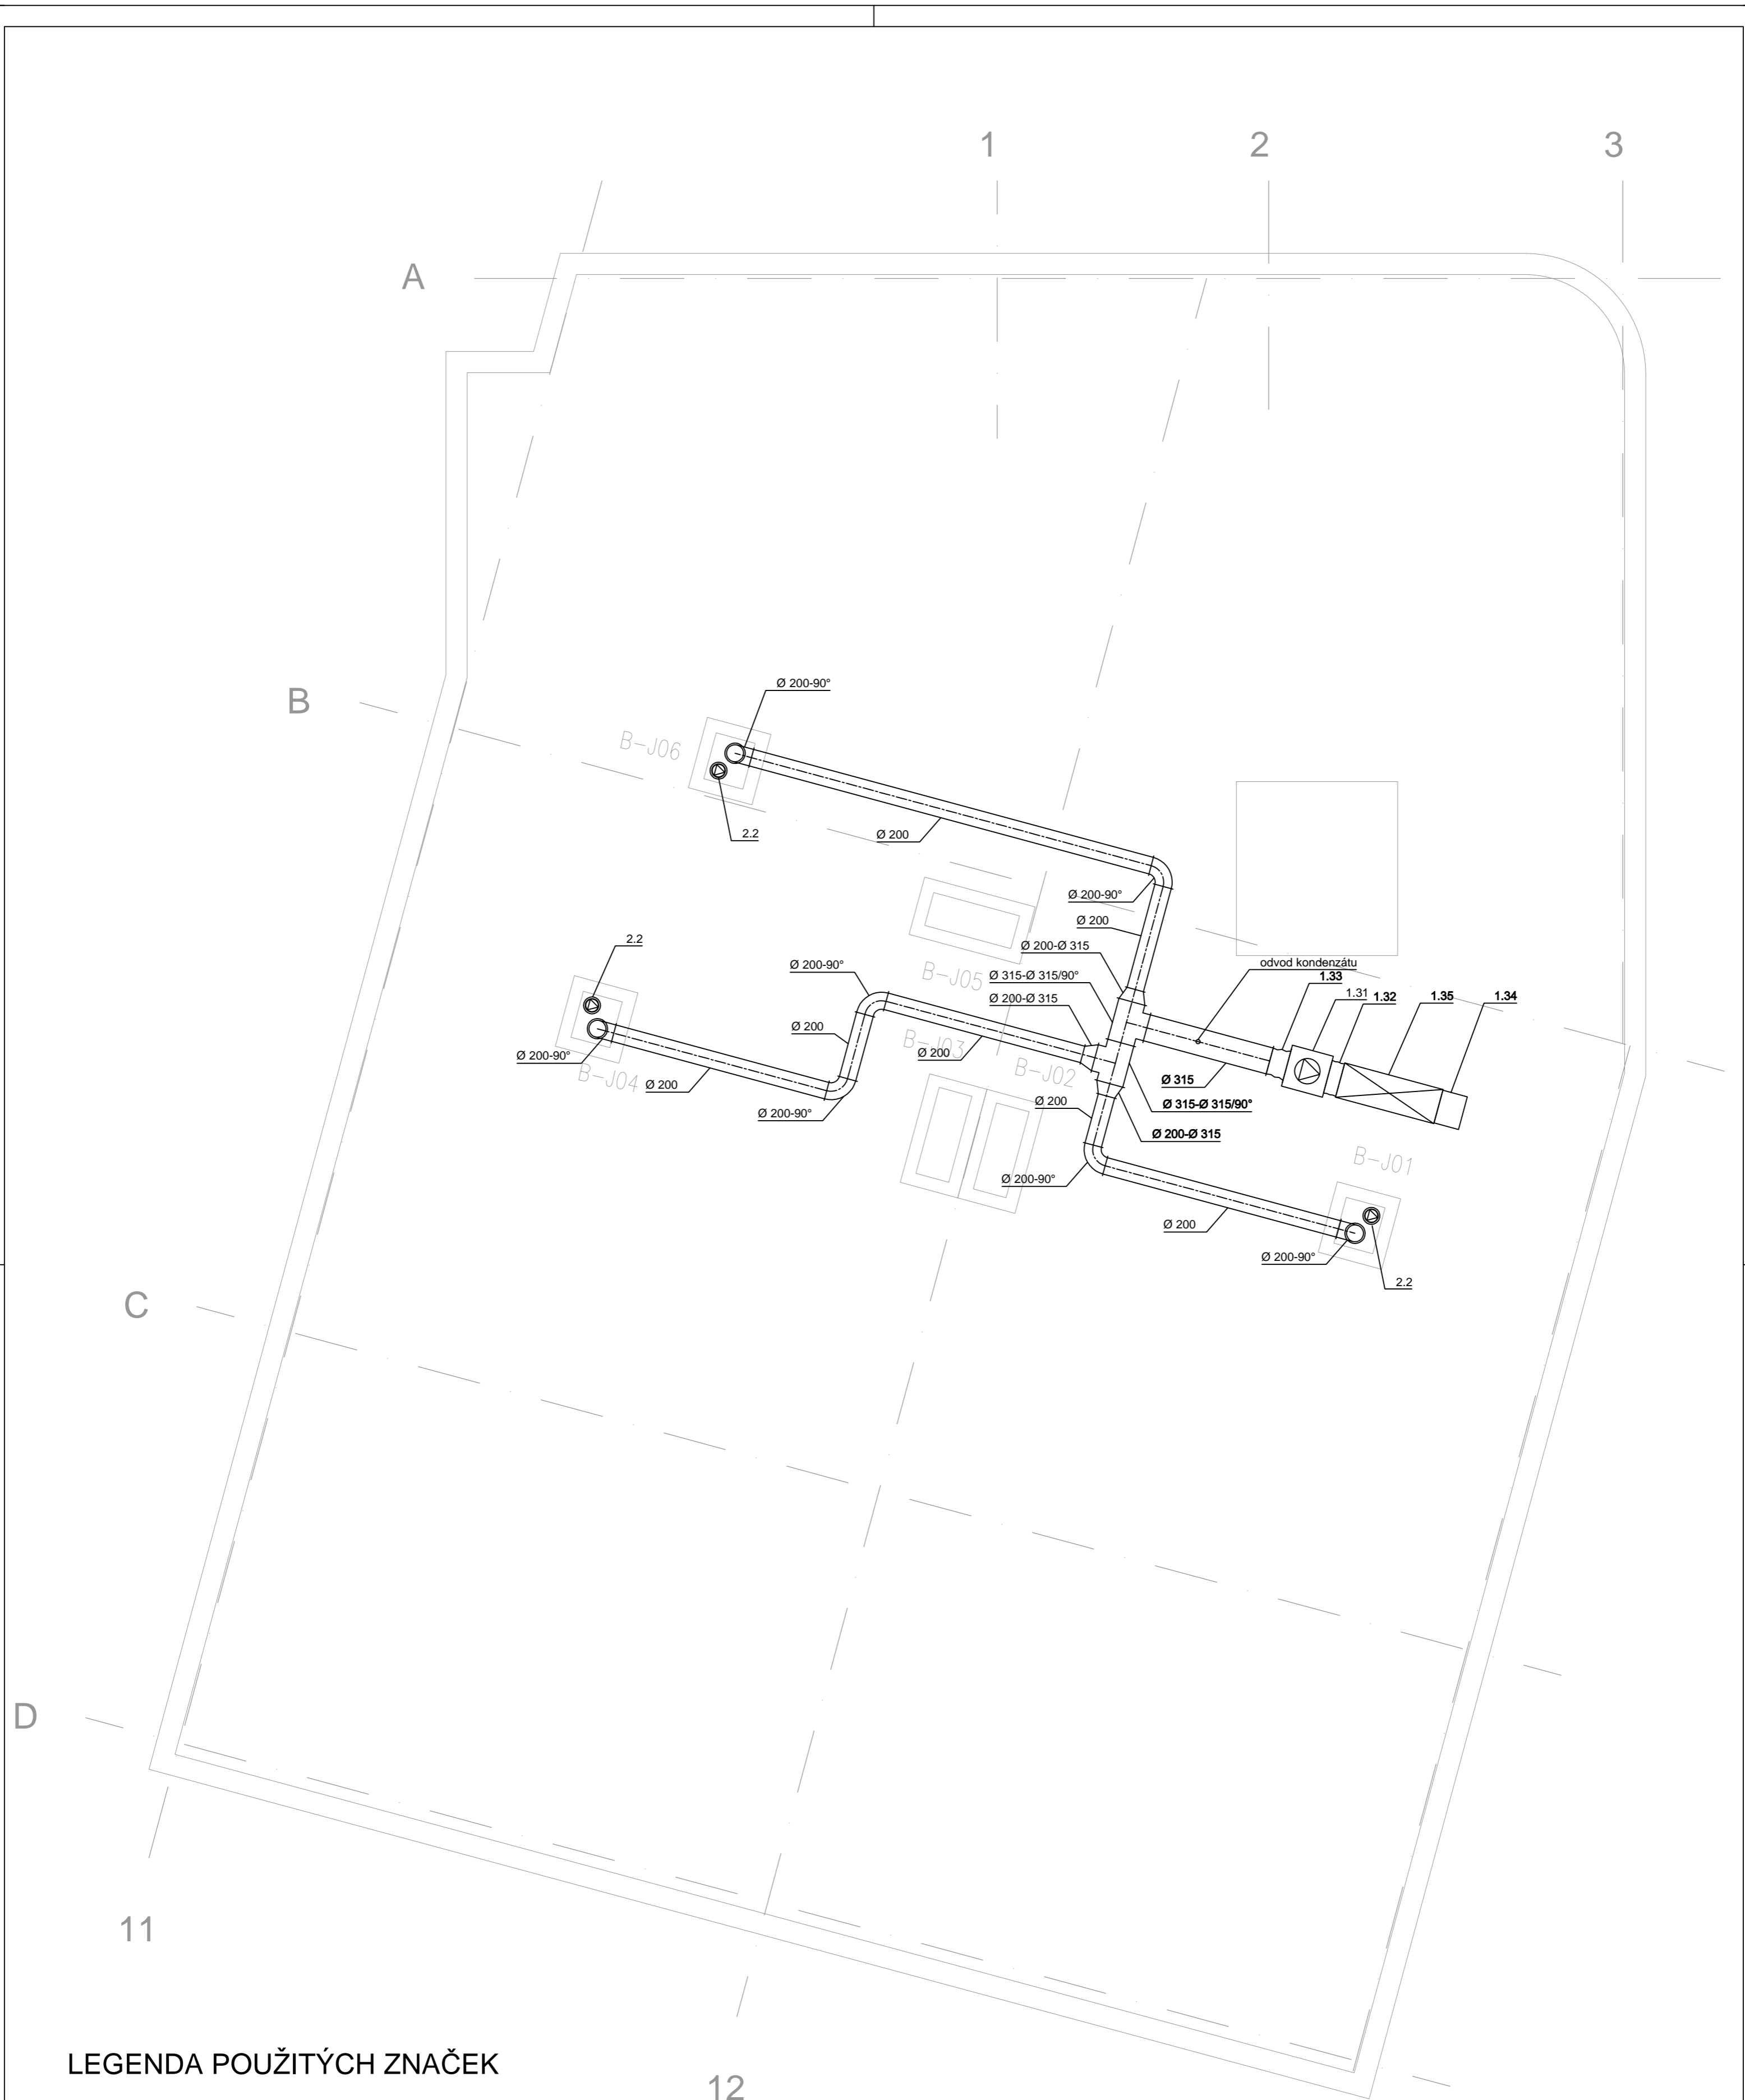 1
2
3
A
B
Ø 200-90°
B-J06
2.2
Ø 200
Ø 200-90°
Ø 200
2.2
Ø 200-Ø 315
Ø 200-90°
odvod kondenzátu
B-J05
Ø 315-Ø 315/90°
1.33
1.31
1.32
1.35
1.34
Ø 200-Ø 315
Ø 200
B-J03
Ø 200
Ø 200-90°
B-J04
Ø 200
B-J02
Ø 315
Ø 200
Ø 315-Ø 315/90°
Ø 200-90°
Ø 200-Ø 315
B-J01
Ø 200-90°
Ø 200
Ø 200-90°
2.2
C
D
11
LEGENDA POUŽITÝCH ZNAČEK
12